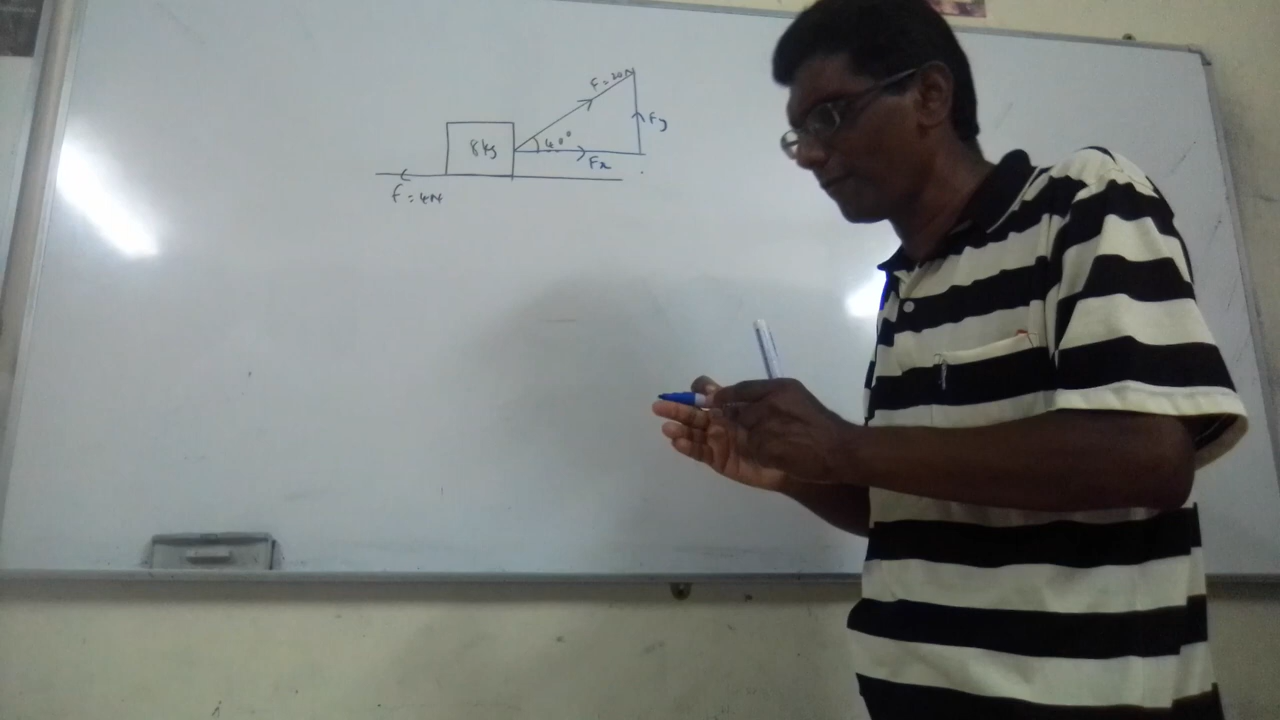 F = 20N
Fy
8kg
40°
Fx
f = 4N